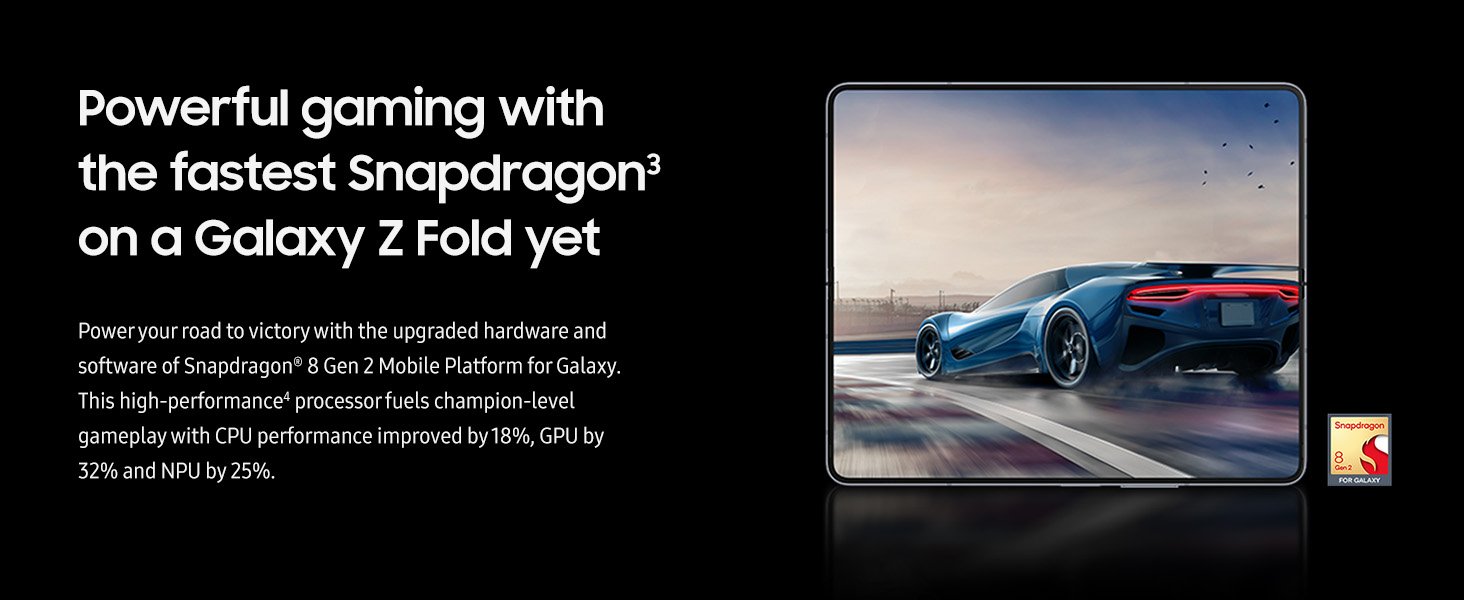 Powerful gaming with
the fastest Snapdragon³
on a Galaxy Z Fold yet
Power your road to victory with the upgraded hardware and
software of Snapdragon® 8 Gen 2 Mobile Platform for Galaxy.
This high-performance⁴ processor fuels champion-level
gameplay with CPU performance improved by 18%, GPU by
32% and NPU by 25%.
Snapdragon
8
Gen 2
FOR GALAXY